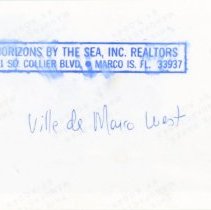 HORIZONS BY THE SEA, INC. REALTORS
1 SO. COLLIER BLVD. • MARCO IS. FL. 33937
Ville de Marco West